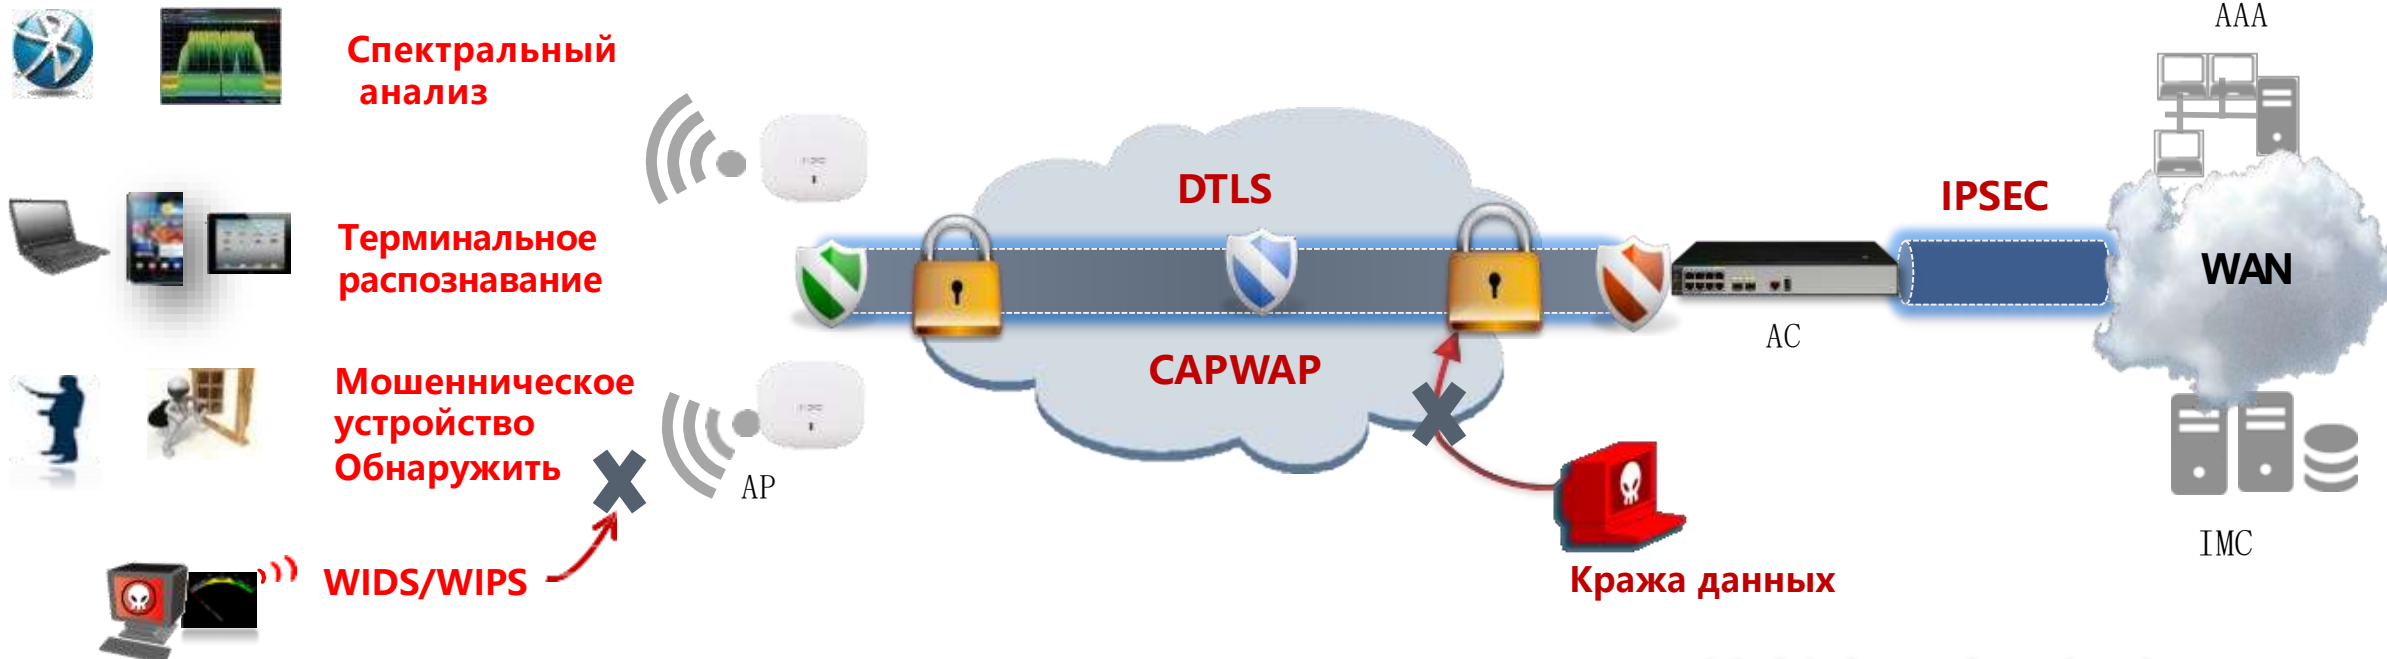 Спектральный
анализ
Терминальное
распознавание
Мошенническое
устройство
Обнаружить
WIDS/WIPS
AP
DTLS
CAPWAP
Кража данных
AC
IPSEC
AAA
WAN
IMC